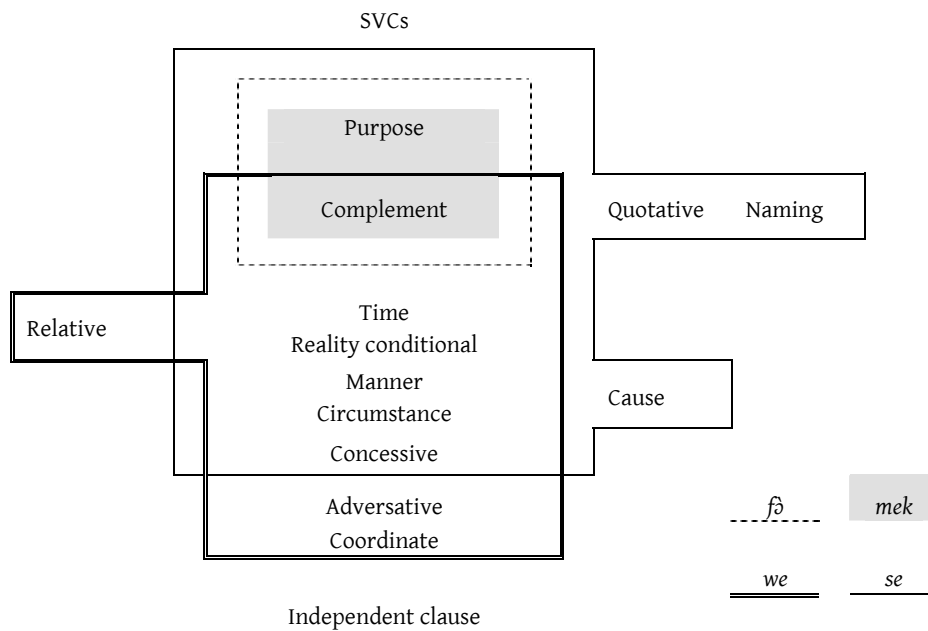 SVCs
Purpose
Complement
Quotative Naming
Relative
Time
Reality conditional
Manner
Circumstance
Cause
Concessive
Adversative
Coordinate
fɔ̀ mek
we se
Independent clause